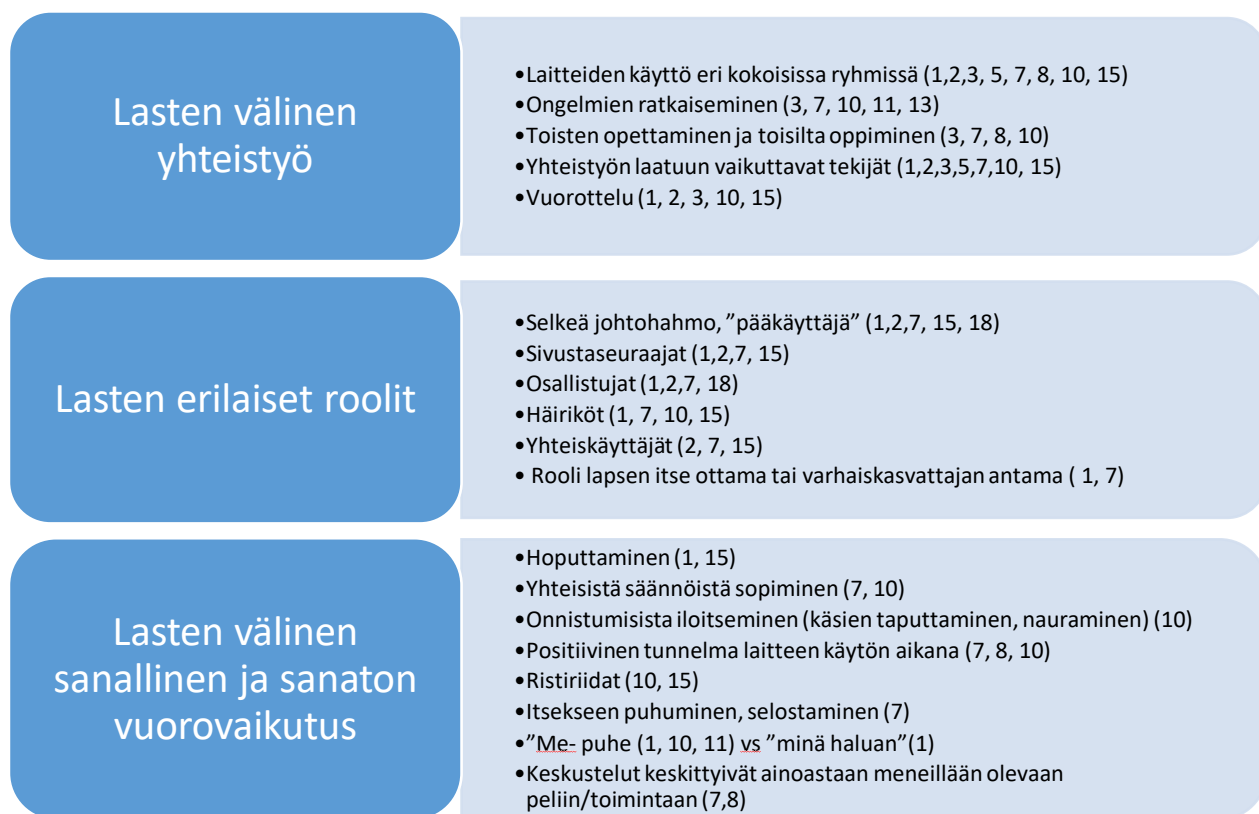 Lasten välinen
yhteistyö
•Laitteiden käyttö eri kokoisissa ryhmissä (1,2,3, 5, 7, 8, 10, 15)
•Ongelmien ratkaiseminen (3, 7, 10, 11, 13)
•Toisten opettaminen ja toisilta oppiminen (3, 7, 8, 10)
•Yhteistyön laatuun vaikuttavat tekijät (1,2,3,5,7,10, 15)
•Vuorottelu (1, 2, 3, 10, 15)
Lasten erilaiset roolit
•Selkeä johtohahmo, ”pääkäyttäjä” (1,2,7, 15, 18)
•Sivustaseuraajat (1,2,7, 15)
•Osallistujat (1,2,7, 18)
•Häiriköt (1, 7, 10, 15)
•Yhteiskäyttäjät (2, 7, 15)
• Rooli lapsen itse ottama tai varhaiskasvattajan antama ( 1, 7)
Lasten välinen
sanallinen ja sanaton
vuorovaikutus
•Hoputtaminen (1, 15)
•Yhteisistä säännöistä sopiminen (7, 10)
•Onnistumisista iloitseminen (käsien taputtaminen, nauraminen) (10)
•Positiivinen tunnelma laitteen käytön aikana (7, 8, 10)
•Ristiriidat (10, 15)
•Itsekseen puhuminen, selostaminen (7)
•”Me- puhe (1, 10, 11) vs ”minä haluan”(1)
•Keskustelut keskittyivät ainoastaan meneillään olevaan
peliin/toimintaan (7,8)